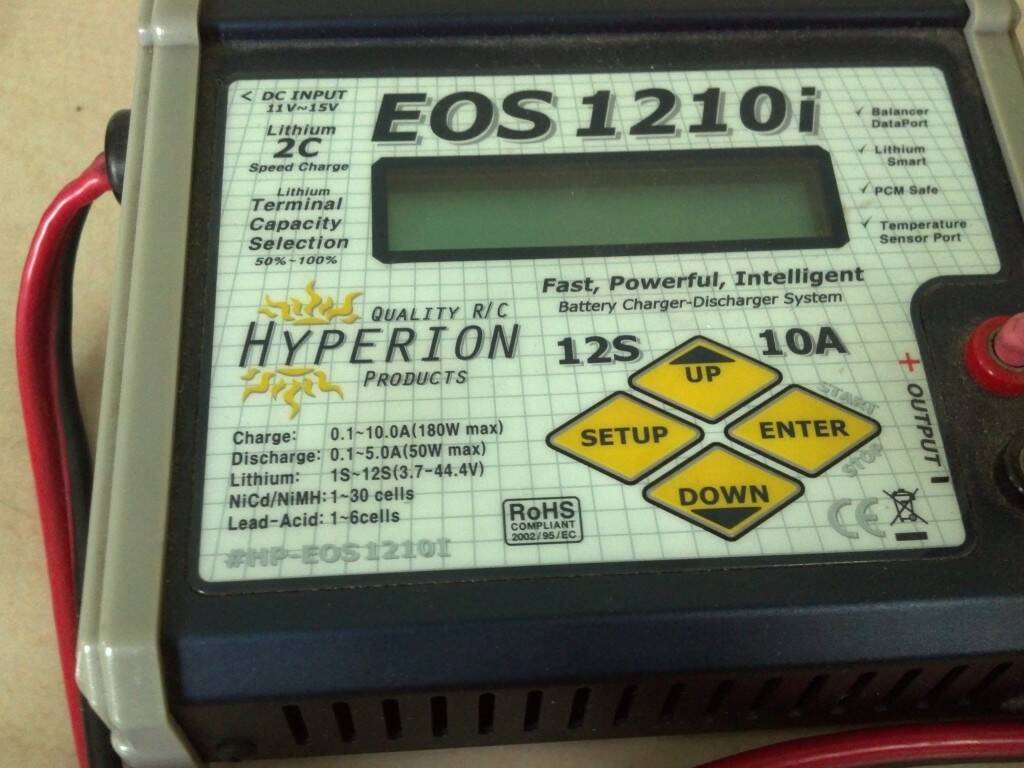 < DC INPUT
11V~15V
Lithium
2C
Speed Charge
Lithium
Terminal
Capacity
Selection
50%~100%
EOS 1210i
✓ Balancer
DataPort
✓ Lithium
Smart
✓ PCM Safe
✓ Temperature
Sensor Port
Fast, Powerful, Intelligent
Battery Charger-Discharger System
QUALITY R/C
HYPERION
PRODUCTS
12S
10A
UP
SETUP
ENTER
DOWN
START
STOP
+ OUTPUT -
Charge: 0.1~10.0A(180W max)
Discharge: 0.1~5.0A(50W max)
Lithium: 1S~12S(3.7-44.4V)
NiCd/NiMH: 1~30 cells
Lead-Acid: 1~6cells
#HP-EOS1210I
RoHS
COMPLIANT
2002/95/EC
CE